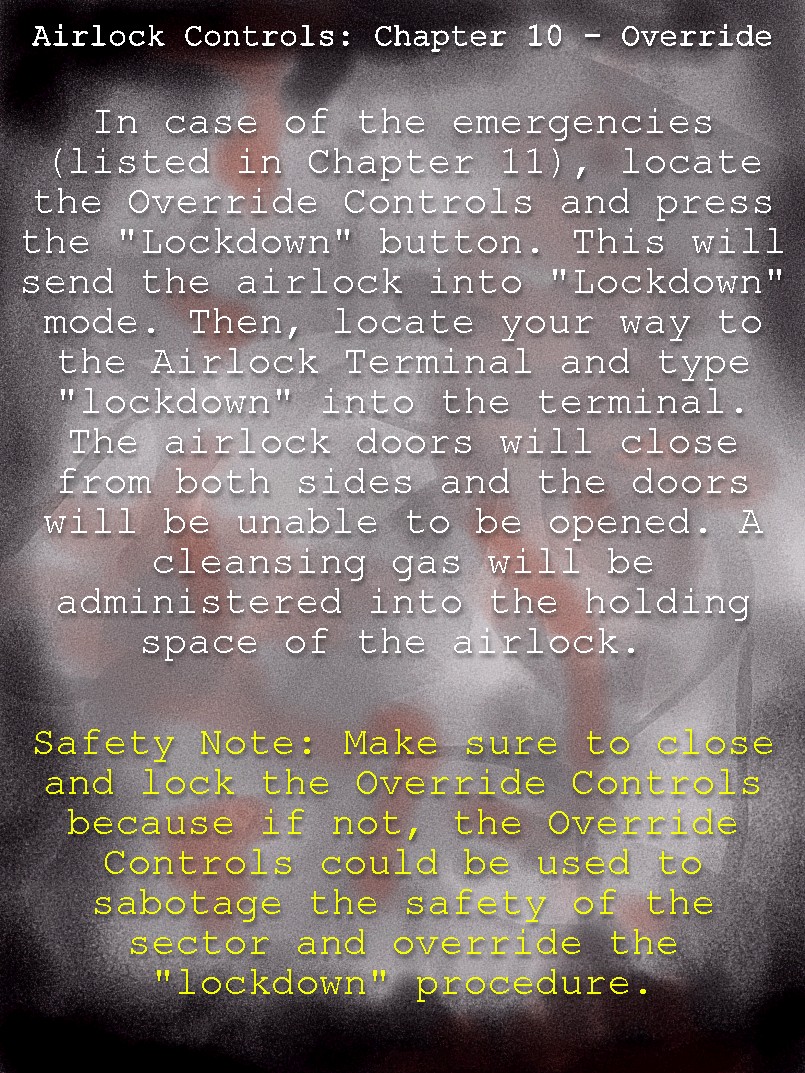 Airlock Controls: Chapter 10 - Override
In case of the emergencies
(listed in Chapter 11), locate
the Override Controls and press
the "Lockdown" button. This will
send the airlock into "Lockdown"
mode. Then, locate your way to
the Airlock Terminal and type
"lockdown" into the terminal.
The airlock doors will close
from both sides and the doors
will be unable to be opened. A
cleansing gas will be
administered into the holding
space of the airlock.
Safety Note: Make sure to close
and lock the Override Controls
because if not, the Override
Controls could be used to
sabotage the safety of the
sector and override the
"lockdown" procedure.